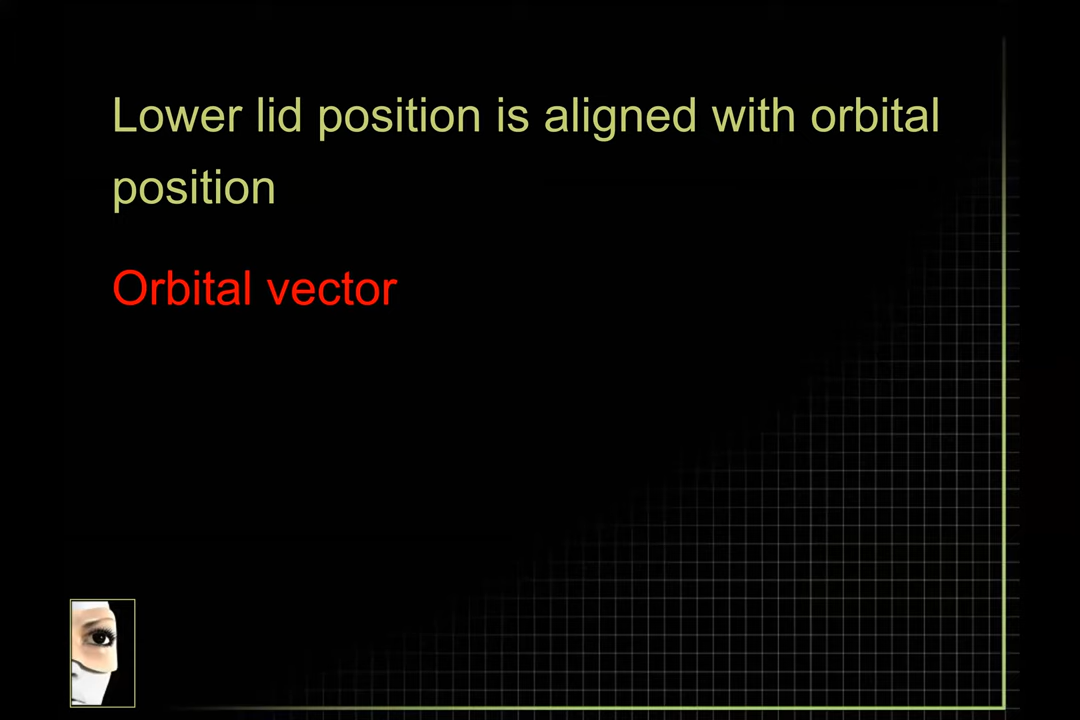 Lower lid position is aligned with orbital
position
Orbital vector